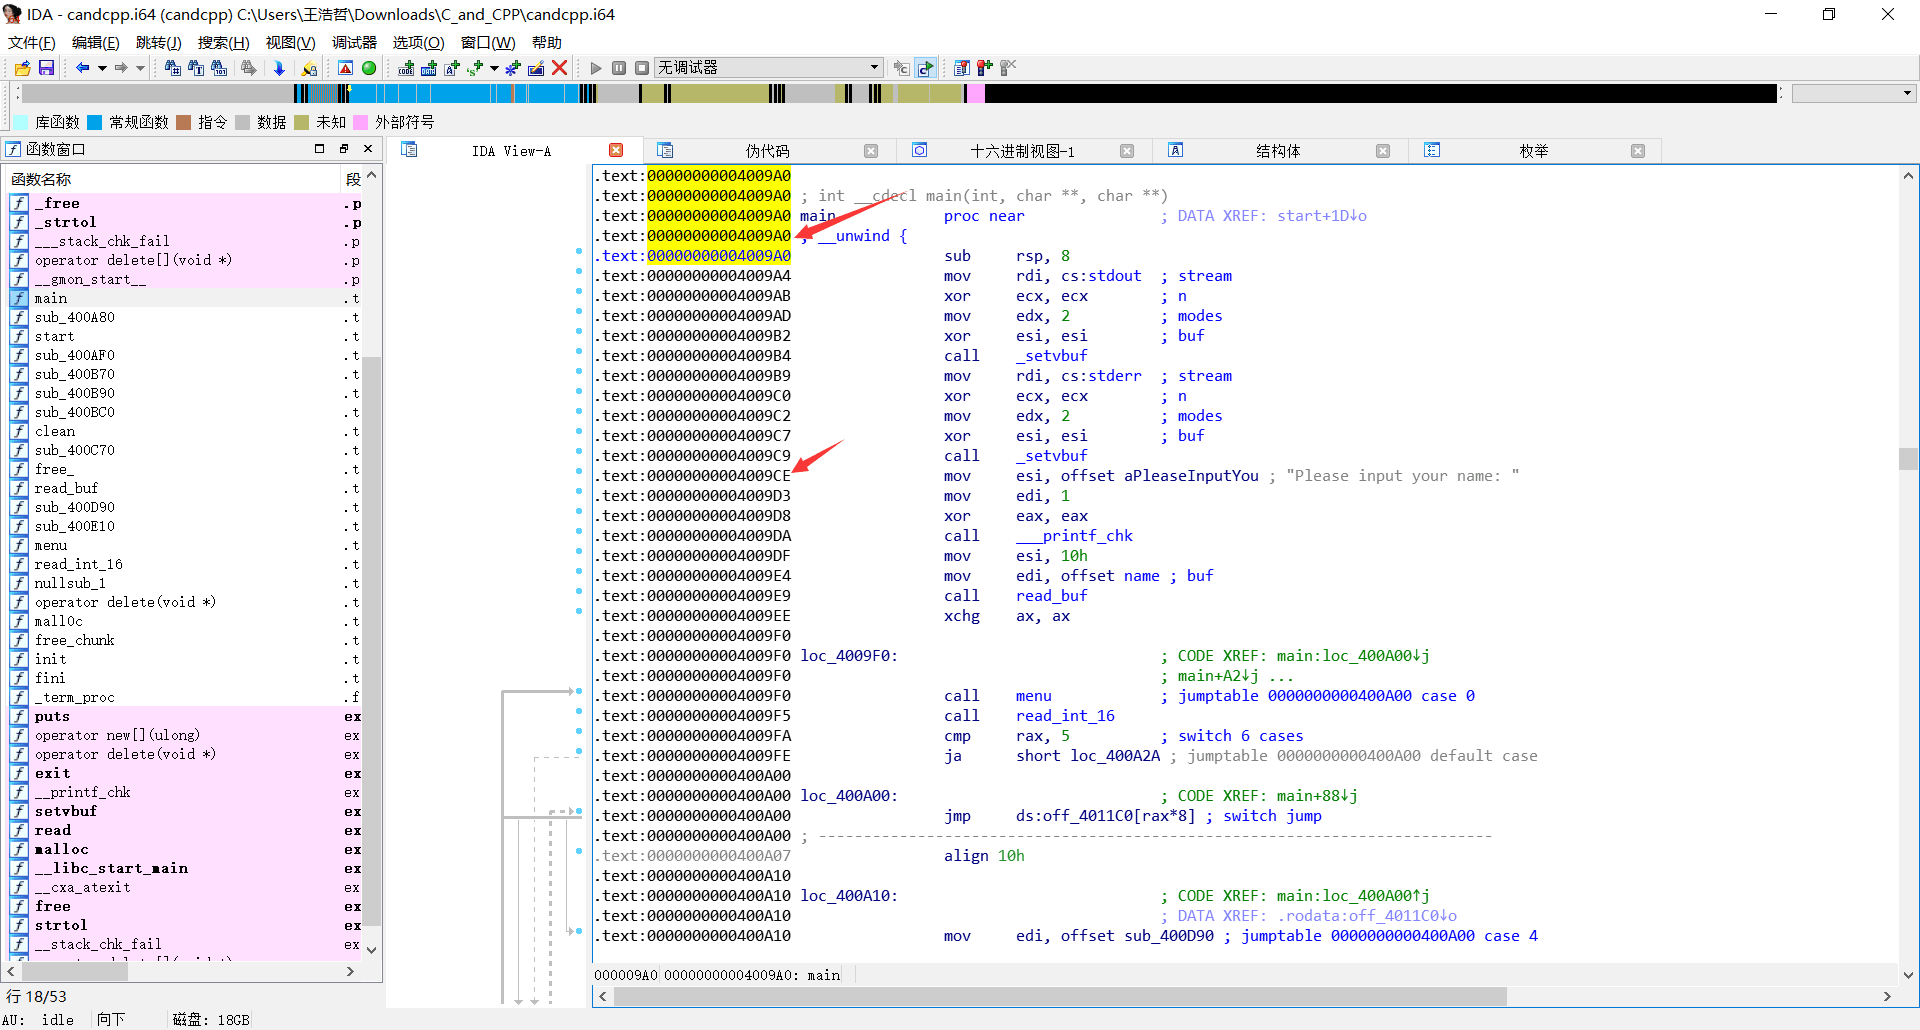 IDA - candcpp.i64 (candcpp) C:\Users\王浩哲\Downloads\C_and_CPP\candcpp.i64
文件(F) 编辑(E) 跳转(J) 搜索(H) 视图(V) 调试器 选项(O) 窗口(W) 帮助
无调试器
库函数 常规函数 指令 数据 未知 外部符号
函数窗口
函数名称 段
_free .p
_strtol .p
___stack_chk_fail .p
operator delete[](void *) .p
__gmon_start__ .p
main .t
sub_400A80 .t
start .t
sub_400AF0 .t
sub_400B70 .t
sub_400B90 .t
sub_400BC0 .t
clean .t
sub_400C70 .t
free_ .t
read_buf .t
sub_400D90 .t
sub_400E10 .t
menu .t
read_int_16 .t
nullsub_1 .t
operator delete(void *) .t
mall0c .t
free_chunk .t
init .t
fini .t
_term_proc .f
puts ex
operator new[](ulong) ex
operator delete(void *) ex
exit ex
__printf_chk ex
setvbuf ex
read ex
malloc ex
__libc_start_main ex
__cxa_atexit ex
free ex
strtol ex
__stack_chk_fail ex
行 18/53
IDA View-A 伪代码 十六进制视图-1 结构体 枚举
.text:00000000004009A0
.text:00000000004009A0 ; int __cdecl main(int, char **, char **)
.text:00000000004009A0 main proc near ; DATA XREF: start+1D↓o
.text:00000000004009A0 ; __unwind {
.text:00000000004009A0 sub rsp, 8
.text:00000000004009A4 mov rdi, cs:stdout ; stream
.text:00000000004009AB xor ecx, ecx ; n
.text:00000000004009AD mov edx, 2 ; modes
.text:00000000004009B2 xor esi, esi ; buf
.text:00000000004009B4 call _setvbuf
.text:00000000004009B9 mov rdi, cs:stderr ; stream
.text:00000000004009C0 xor ecx, ecx ; n
.text:00000000004009C2 mov edx, 2 ; modes
.text:00000000004009C7 xor esi, esi ; buf
.text:00000000004009C9 call _setvbuf
.text:00000000004009CE mov esi, offset aPleaseInputYou ; "Please input your name: "
.text:00000000004009D3 mov edi, 1
.text:00000000004009D8 xor eax, eax
.text:00000000004009DA call ___printf_chk
.text:00000000004009DF mov esi, 10h
.text:00000000004009E4 mov edi, offset name ; buf
.text:00000000004009E9 call read_buf
.text:00000000004009EE xchg ax, ax
.text:00000000004009F0
.text:00000000004009F0 loc_4009F0: ; CODE XREF: main:loc_400A00↓j
.text:00000000004009F0 ; main+A2↓j ...
.text:00000000004009F0 call menu ; jumptable 0000000000400A00 case 0
.text:00000000004009F5 call read_int_16
.text:00000000004009FA cmp rax, 5 ; switch 6 cases
.text:00000000004009FE ja short loc_400A2A ; jumptable 0000000000400A00 default case
.text:0000000000400A00
.text:0000000000400A00 loc_400A00: ; CODE XREF: main+88↓j
.text:0000000000400A00 jmp ds:off_4011C0[rax*8] ; switch jump
.text:0000000000400A00 ; ---------------------------------------------------------------------------
.text:0000000000400A07 align 10h
.text:0000000000400A10
.text:0000000000400A10 loc_400A10: ; CODE XREF: main:loc_400A00↑j
.text:0000000000400A10 ; DATA XREF: .rodata:off_4011C0↓o
.text:0000000000400A10 mov edi, offset sub_400D90 ; jumptable 0000000000400A00 case 4
000009A0 00000000004009A0: main
AU: idle 向下 磁盘: 18GB